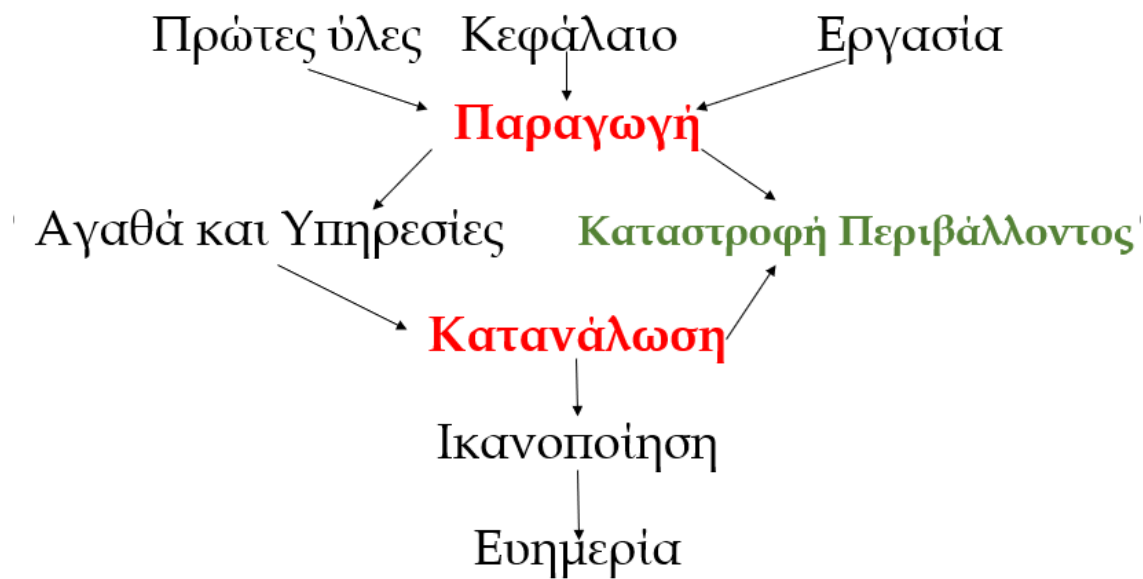 Πρώτες ύλες Κεφάλαιο Εργασία
Παραγωγή
Αγαθά και Υπηρεσίες Καταστροφή Περιβάλλοντος
Κατανάλωση
Ικανοποίηση
Ευημερία